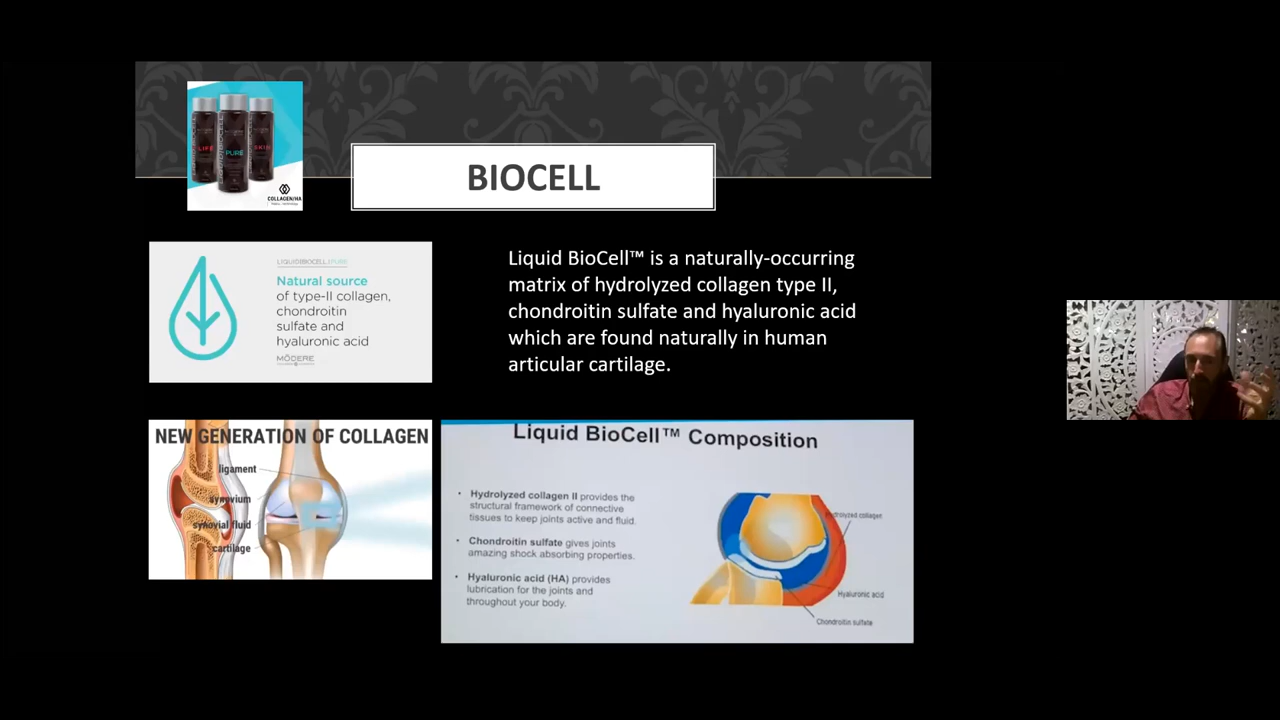 BIOCELL
LIFE
PURE
SKIN
COLLAGEN/HA
Liquid BioCell™ is a naturally-occurring
matrix of hydrolyzed collagen type II,
chondroitin sulfate and hyaluronic acid
which are found naturally in human
articular cartilage.
LIQUIDBIOCELL | PURE
Natural source
of type-II collagen,
chondroitin
sulfate and
hyaluronic acid
MŌDERE
NEW GENERATION OF COLLAGEN
ligament
synovium
synovial fluid
cartilage
Liquid BioCell™ Composition
• Hydrolyzed collagen II provides the
structural framework of connective
tissues to keep joints active and fluid.
• Chondroitin sulfate gives joints
amazing shock absorbing properties.
• Hyaluronic acid (HA) provides
lubrication for the joints and
throughout your body.
Hydrolyzed collagen
Hyaluronic acid
Chondroitin sulfate